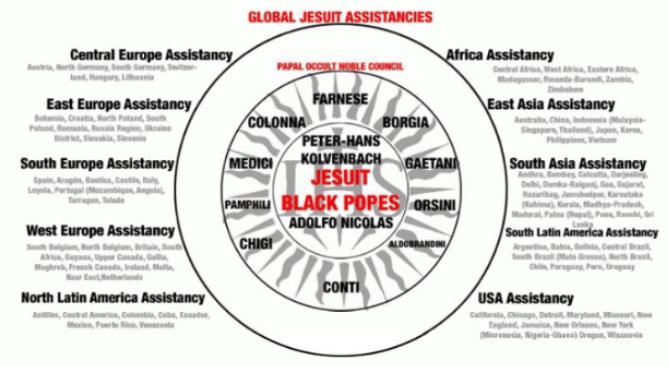 GLOBAL JESUIT ASSISTANCIES
Central Europe Assistancy
Austria, North Germany, South Germany, Switzer-
land, Hungary, Lithuania
East Europe Assistancy
Bohemia, Croatia, North Poland, South
Poland, Romania, Russia Region, Ukraine
District, Slovakia, Slovenia
South Europe Assistancy
Spain, Aragón, Baetica, Castile, Italy,
Loyola, Portugal (Mozambique, Angola),
Tarragon, Toledo
West Europe Assistancy
South Belgium, North Belgium, Britain, South
Africa, Guyana, Upper Canada, Gallia,
Maghreb, French Canada, Ireland, Malta,
Near East,Netherlands
North Latin America Assistancy
Antilles, Central America, Colombia, Cuba, Ecuador,
Mexico, Puerto Rico, Venezuela
PAPAL OCCULT NOBLE COUNCIL
FARNESE
COLONNA
BORGIA
MEDICI
GAETANI
PAMPHILI
ORSINI
CHIGI
ALDOBRANDINI
CONTI
PETER-HANS
KOLVENBACH
JESUIT
BLACK POPES
ADOLFO NICOLAS
IHS
Africa Assistancy
Central Africa, West Africa, Eastern Africa,
Madagascar, Rwanda-Burundi, Zambia,
Zimbabwe
East Asia Assistancy
Australia, China, Indonesia (Malaysia-
Singapore, Thailand), Japan, Korea,
Philippines, Vietnam
South Asia Assistancy
Andhra, Bombay, Calcutta, Darjeeling,
Delhi, Dumka-Raiganj, Goa, Gujarat,
Hazaribag, Jamshedpur, Karnataka
(Kohima), Kerala, Madhya-Pradesh,
Madurai, Patna (Nepal), Pune, Ranchi, Sri
Lanka
South Latin America Assistancy
Argentina, Bahia, Bolivia, Central Brazil,
South Brazil (Mato Grosso), North Brazil,
Chile, Paraguay, Peru, Uruguay
USA Assistancy
California, Chicago, Detroit, Maryland, Missouri, New
England, Jamaica, New Orleans, New York
(Micronesia, Nigeria-Ghana) Oregon, Wisconsin